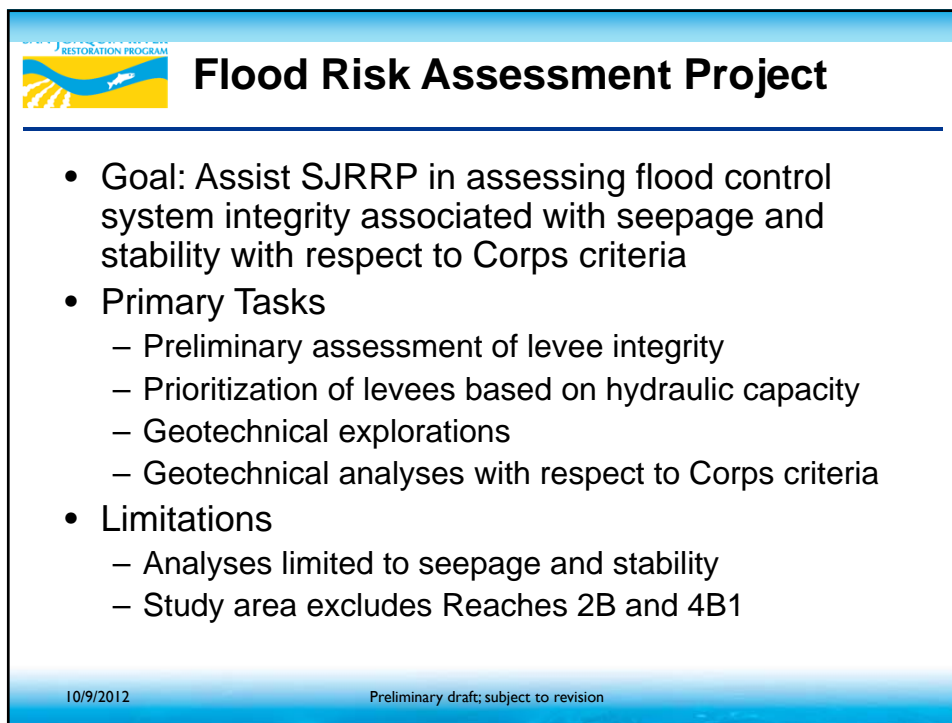 RESTORATION PROGRAM
Flood Risk Assessment Project
• Goal: Assist SJRRP in assessing flood control
system integrity associated with seepage and
stability with respect to Corps criteria
• Primary Tasks
– Preliminary assessment of levee integrity
– Prioritization of levees based on hydraulic capacity
– Geotechnical explorations
– Geotechnical analyses with respect to Corps criteria
• Limitations
– Analyses limited to seepage and stability
– Study area excludes Reaches 2B and 4B1
10/9/2012 Preliminary draft; subject to revision